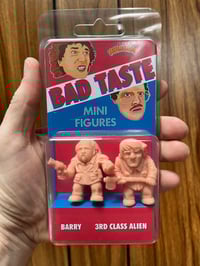 BAD TASTE
MINI
FIGURES
BARRY
3RD CLASS ALIEN